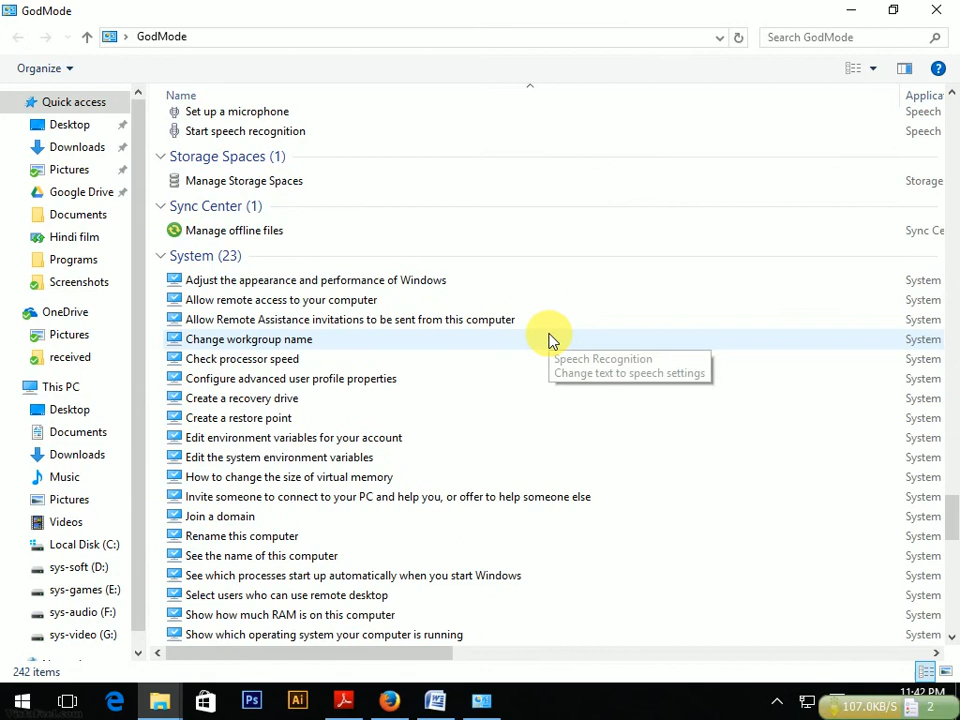 GodMode
GodMode
Search GodMode
Organize
Quick access
Desktop
Downloads
Pictures
Google Drive
Documents
Hindi film
Programs
Screenshots
OneDrive
Pictures
received
This PC
Desktop
Documents
Downloads
Music
Pictures
Videos
Local Disk (C:)
sys-soft (D:)
sys-games (E:)
sys-audio (F:)
sys-video (G:)
Name Applica
Set up a microphone Speech
Start speech recognition Speech
Storage Spaces (1)
Manage Storage Spaces Storage
Sync Center (1)
Manage offline files Sync Ce
System (23)
Adjust the appearance and performance of Windows System
Allow remote access to your computer System
Allow Remote Assistance invitations to be sent from this computer System
Change workgroup name System
Speech Recognition
Change text to speech settings
Check processor speed System
Configure advanced user profile properties System
Create a recovery drive System
Create a restore point System
Edit environment variables for your account System
Edit the system environment variables System
How to change the size of virtual memory System
Invite someone to connect to your PC and help you, or offer to help someone else System
Join a domain System
Rename this computer System
See the name of this computer System
See which processes start up automatically when you start Windows System
Select users who can use remote desktop System
Show how much RAM is on this computer System
Show which operating system your computer is running System
242 items
Ps
Ai
11:42 PM
107.0KB/S 2